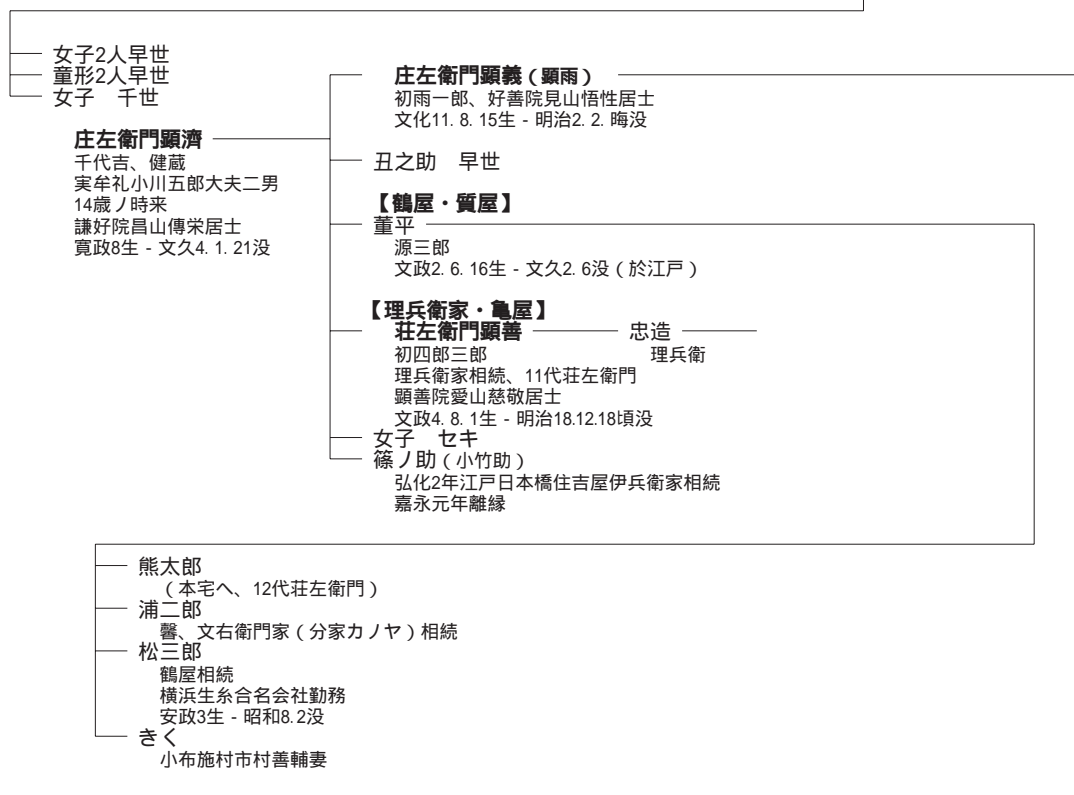 女子2人早世
童形2人早世
女子　千世
庄左衛門顕濟
千代吉、健蔵
実牟礼小川五郎大夫二男
14歳ノ時来
謙好院昌山傳栄居士
寛政8生 - 文久4. 1. 21没
庄左衛門顕義（顕雨）
初雨一郎、好善院見山悟性居士
文化11. 8. 15生 - 明治2. 2. 晦没
丑之助　早世
【鶴屋・質屋】
董平
源三郎
文政2. 6. 16生 - 文久2. 6没（於江戸）
【理兵衛家・亀屋】
荘左衛門顕善
初四郎三郎
理兵衛家相続、11代荘左衛門
顕善院愛山慈敬居士
文政4. 8. 1生 - 明治18.12.18頃没
忠造
理兵衛
女子　セキ
篠ノ助（小竹助）
弘化2年江戸日本橋住吉屋伊兵衛家相続
嘉永元年離縁
熊太郎
（本宅へ、12代荘左衛門）
浦二郎
馨、文右衛門家（分家カノヤ）相続
松三郎
鶴屋相続
横浜生糸合名会社勤務
安政3生 - 昭和8.2没
きく
小布施村市村善輔妻